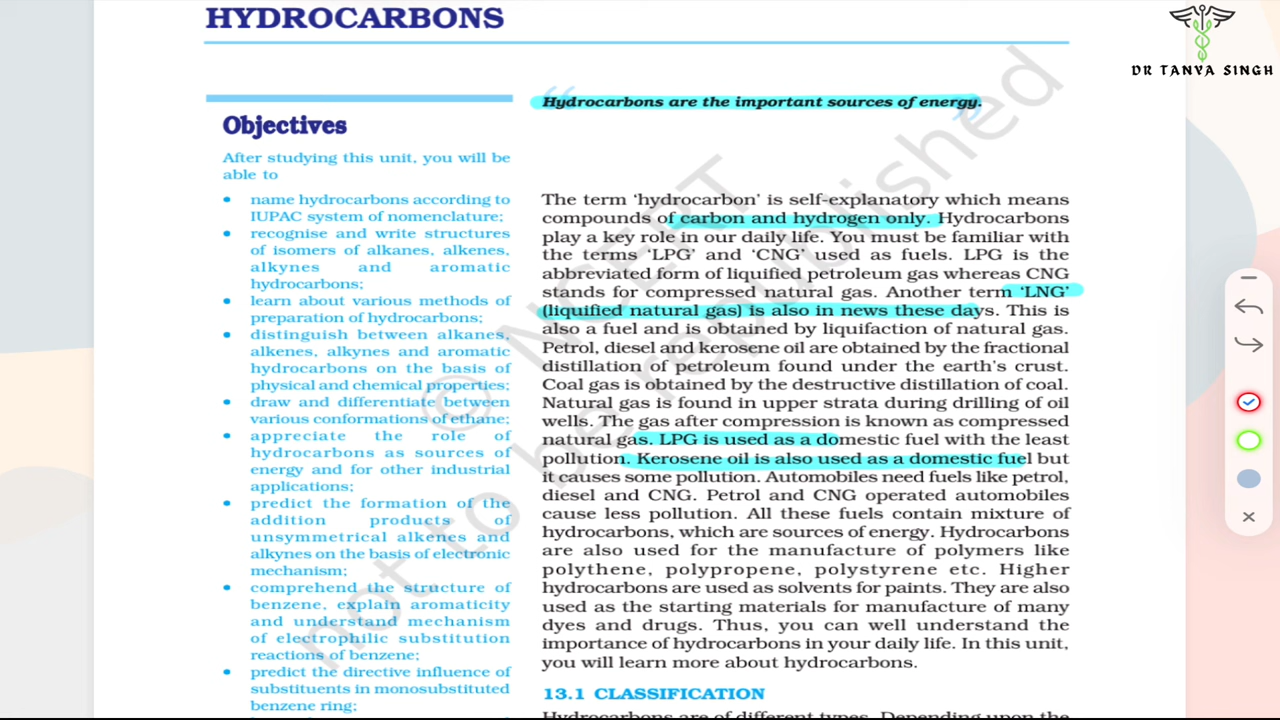 HYDROCARBONS
DR TANYA SINGH
Hydrocarbons are the important sources of energy.
Objectives
After studying this unit, you will be
able to
• name hydrocarbons according to
IUPAC system of nomenclature;
• recognise and write structures
of isomers of alkanes, alkenes,
alkynes and aromatic
hydrocarbons;
• learn about various methods of
preparation of hydrocarbons;
• distinguish between alkanes,
alkenes, alkynes and aromatic
hydrocarbons on the basis of
physical and chemical properties;
• draw and differentiate between
various conformations of ethane;
• appreciate the role of
hydrocarbons as sources of
energy and for other industrial
applications;
• predict the formation of the
addition products of
unsymmetrical alkenes and
alkynes on the basis of electronic
mechanism;
• comprehend the structure of
benzene, explain aromaticity
and understand mechanism
of electrophilic substitution
reactions of benzene;
• predict the directive influence of
substituents in monosubstituted
benzene ring;
The term ‘hydrocarbon’ is self-explanatory which means
compounds of carbon and hydrogen only. Hydrocarbons
play a key role in our daily life. You must be familiar with
the terms ‘LPG’ and ‘CNG’ used as fuels. LPG is the
abbreviated form of liquified petroleum gas whereas CNG
stands for compressed natural gas. Another term ‘LNG’
(liquified natural gas) is also in news these days. This is
also a fuel and is obtained by liquifaction of natural gas.
Petrol, diesel and kerosene oil are obtained by the fractional
distillation of petroleum found under the earth’s crust.
Coal gas is obtained by the destructive distillation of coal.
Natural gas is found in upper strata during drilling of oil
wells. The gas after compression is known as compressed
natural gas. LPG is used as a domestic fuel with the least
pollution. Kerosene oil is also used as a domestic fuel but
it causes some pollution. Automobiles need fuels like petrol,
diesel and CNG. Petrol and CNG operated automobiles
cause less pollution. All these fuels contain mixture of
hydrocarbons, which are sources of energy. Hydrocarbons
are also used for the manufacture of polymers like
polythene, polypropene, polystyrene etc. Higher
hydrocarbons are used as solvents for paints. They are also
used as the starting materials for manufacture of many
dyes and drugs. Thus, you can well understand the
importance of hydrocarbons in your daily life. In this unit,
you will learn more about hydrocarbons.
13.1 CLASSIFICATION
Hydrocarbons are of different types. Depending upon the
© NCERT
not to be republished